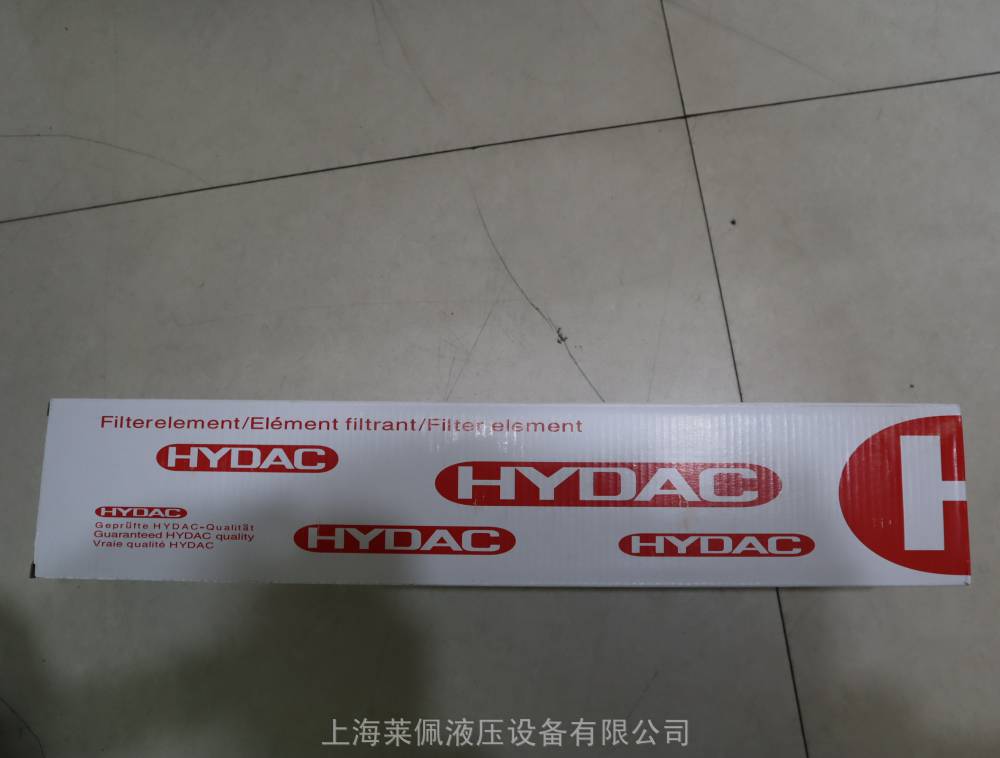 Filterelement/Elément filtrant/Filter elsment
HYDAC
HYDAC
HYDAC
Geprüfte HYDAC-Qualität
Guaranteed HYDAC quality
Vraie qualité HYDAC
HYDAC
HYDAC
H
上海莱佩液压设备有限公司